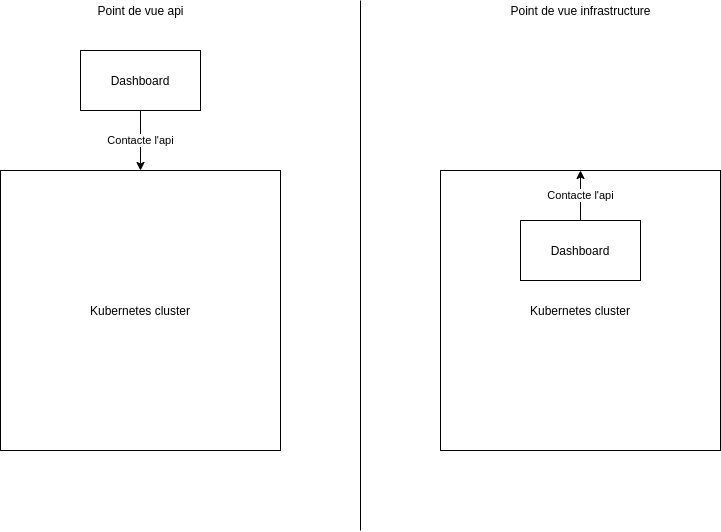 Point de vue api
Dashboard
Contacte l'api
Kubernetes cluster
Point de vue infrastructure
Contacte l'api
Dashboard
Kubernetes cluster